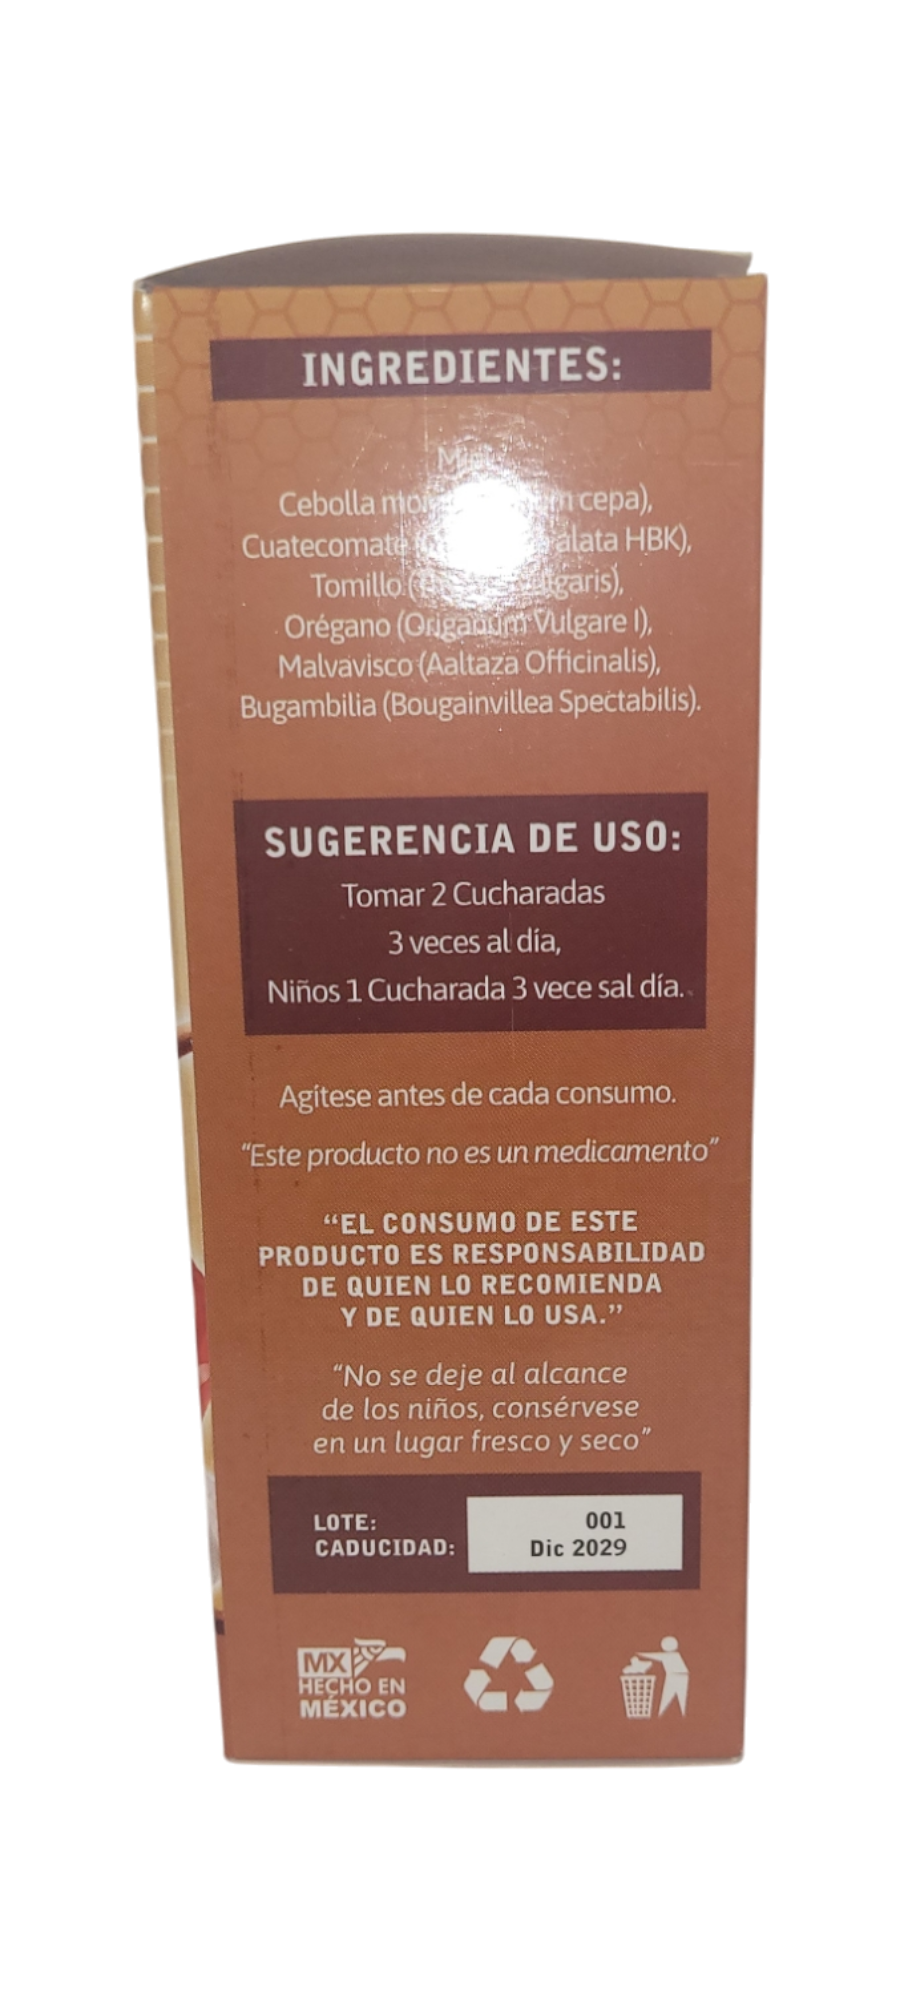 INGREDIENTES:
Cebolla cepa),
Cuatecomate alata HBK),
Tomillo
Orégano (Origanum Vulgare I),
Malvavisco (Aaltaza Officinalis),
Bugambilia (Bougainvillea Spectabilis).
SUGERENCIA DE USO:
Tomar 2 Cucharadas
3 veces al día,
Niños 1 Cucharada 3 vece sal día.
Agítese antes de cada consumo.
"Este producto no es un medicamento"
"EL CONSUMO DE ESTE
PRODUCTO ES RESPONSABILIDAD
DE QUIEN LO RECOMIENDA
Y DE QUIEN LO USA."
"No se deje al alcance
de los niños, consérvese
en un lugar fresco y seco"
LOTE: 001
CADUCIDAD: Dic 2029
MX
HECHO EN
MÉXICO